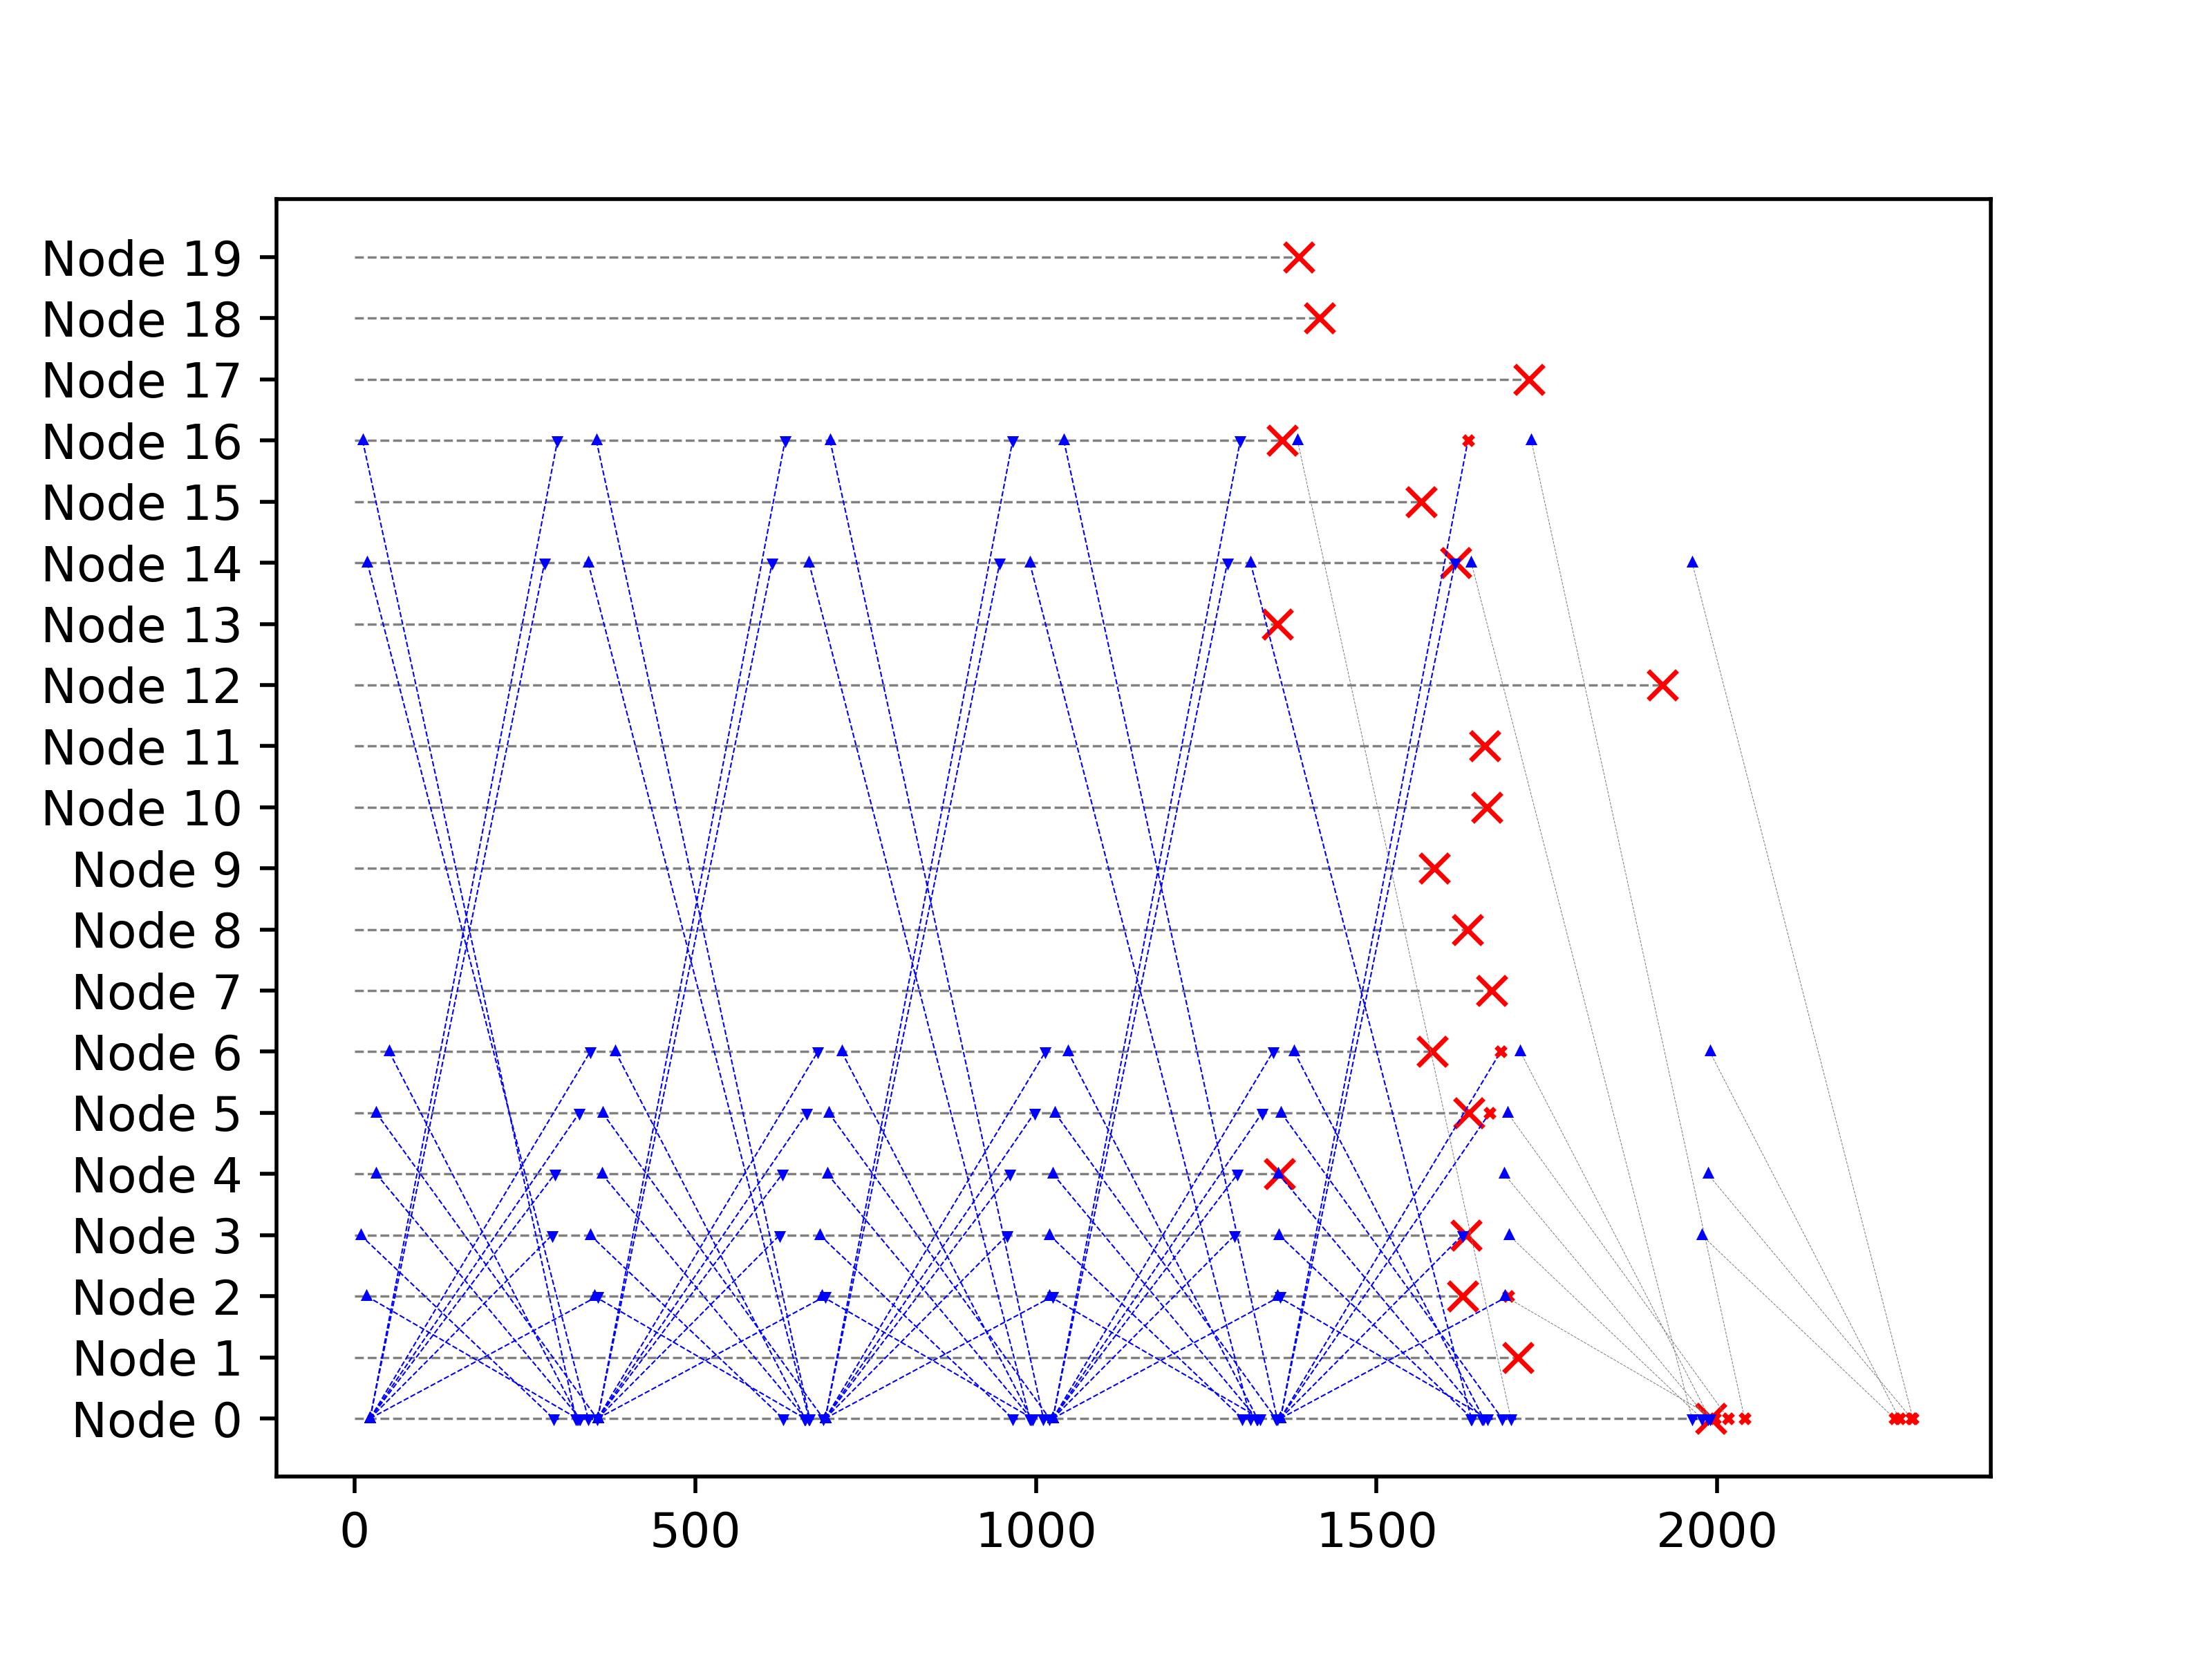 Node 19
Node 18
Node 17
Node 16
Node 15
Node 14
Node 13
Node 12
Node 11
Node 10
Node 9
Node 8
Node 7
Node 6
Node 5
Node 4
Node 3
Node 2
Node 1
Node 0
0 500 1000 1500 2000